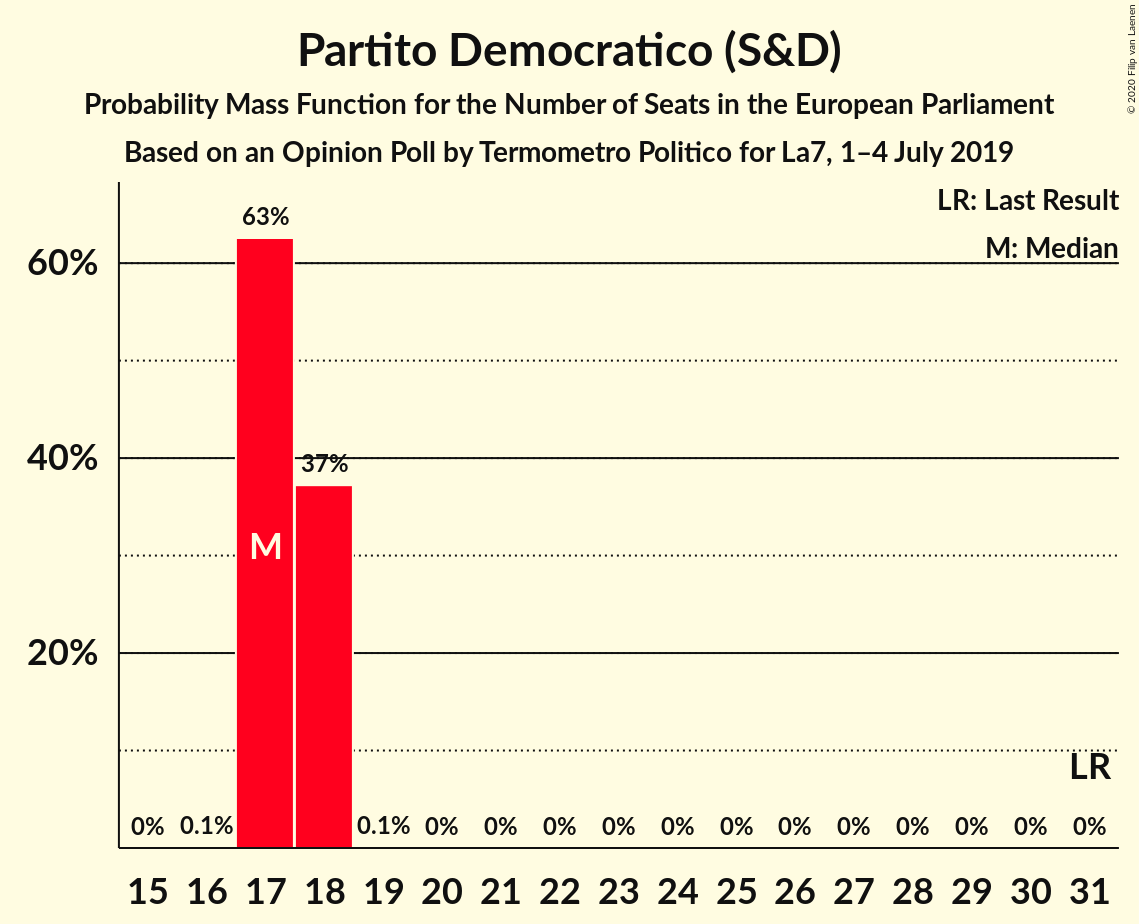 Partito Democratico (S&D)
Probability Mass Function for the Number of Seats in the European Parliament
Based on an Opinion Poll by Termometro Politico for La7, 1–4 July 2019
© 2020 Filip van Laenen
LR: Last Result
M: Median
63%
60%
40%
37%
M
20%
LR
0% 0.1% 0.1% 0% 0% 0% 0% 0% 0% 0% 0% 0% 0% 0% 0%
15 16 17 18 19 20 21 22 23 24 25 26 27 28 29 30 31